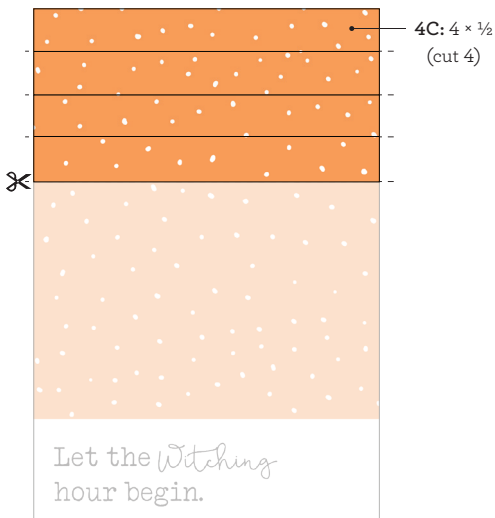 4C: 4 × ½
(cut 4)
Let the Witching
hour begin.